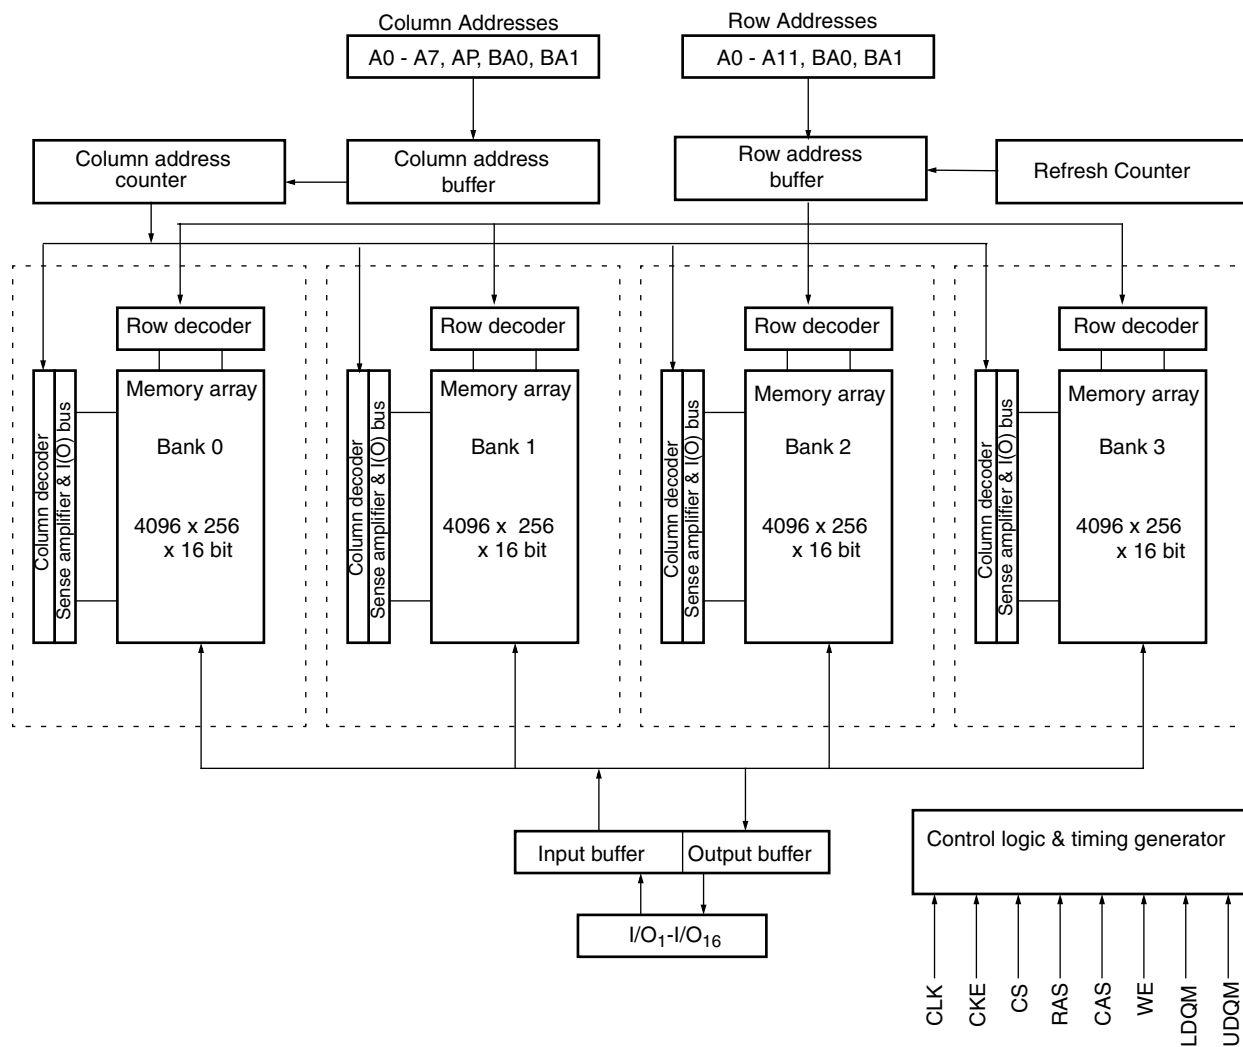 Column Addresses
Row Addresses
A0 - A7, AP, BA0, BA1
A0 - A11, BA0, BA1
Column address
counter
Column address
buffer
Row address
buffer
Refresh Counter
Row decoder
Row decoder
Row decoder
Row decoder
Column decoder
Sense amplifier & I(O) bus
Memory array
Bank 0
4096 x 256
x 16 bit
Column decoder
Sense amplifier & I(O) bus
Memory array
Bank 1
4096 x 256
x 16 bit
Column decoder
Sense amplifier & I(O) bus
Memory array
Bank 2
4096 x 256
x 16 bit
Column decoder
Sense amplifier & I(O) bus
Memory array
Bank 3
4096 x 256
x 16 bit
Input buffer
Output buffer
I/O₁-I/O₁₆
Control logic & timing generator
CLK
CKE
CS
RAS
CAS
WE
LDQM
UDQM